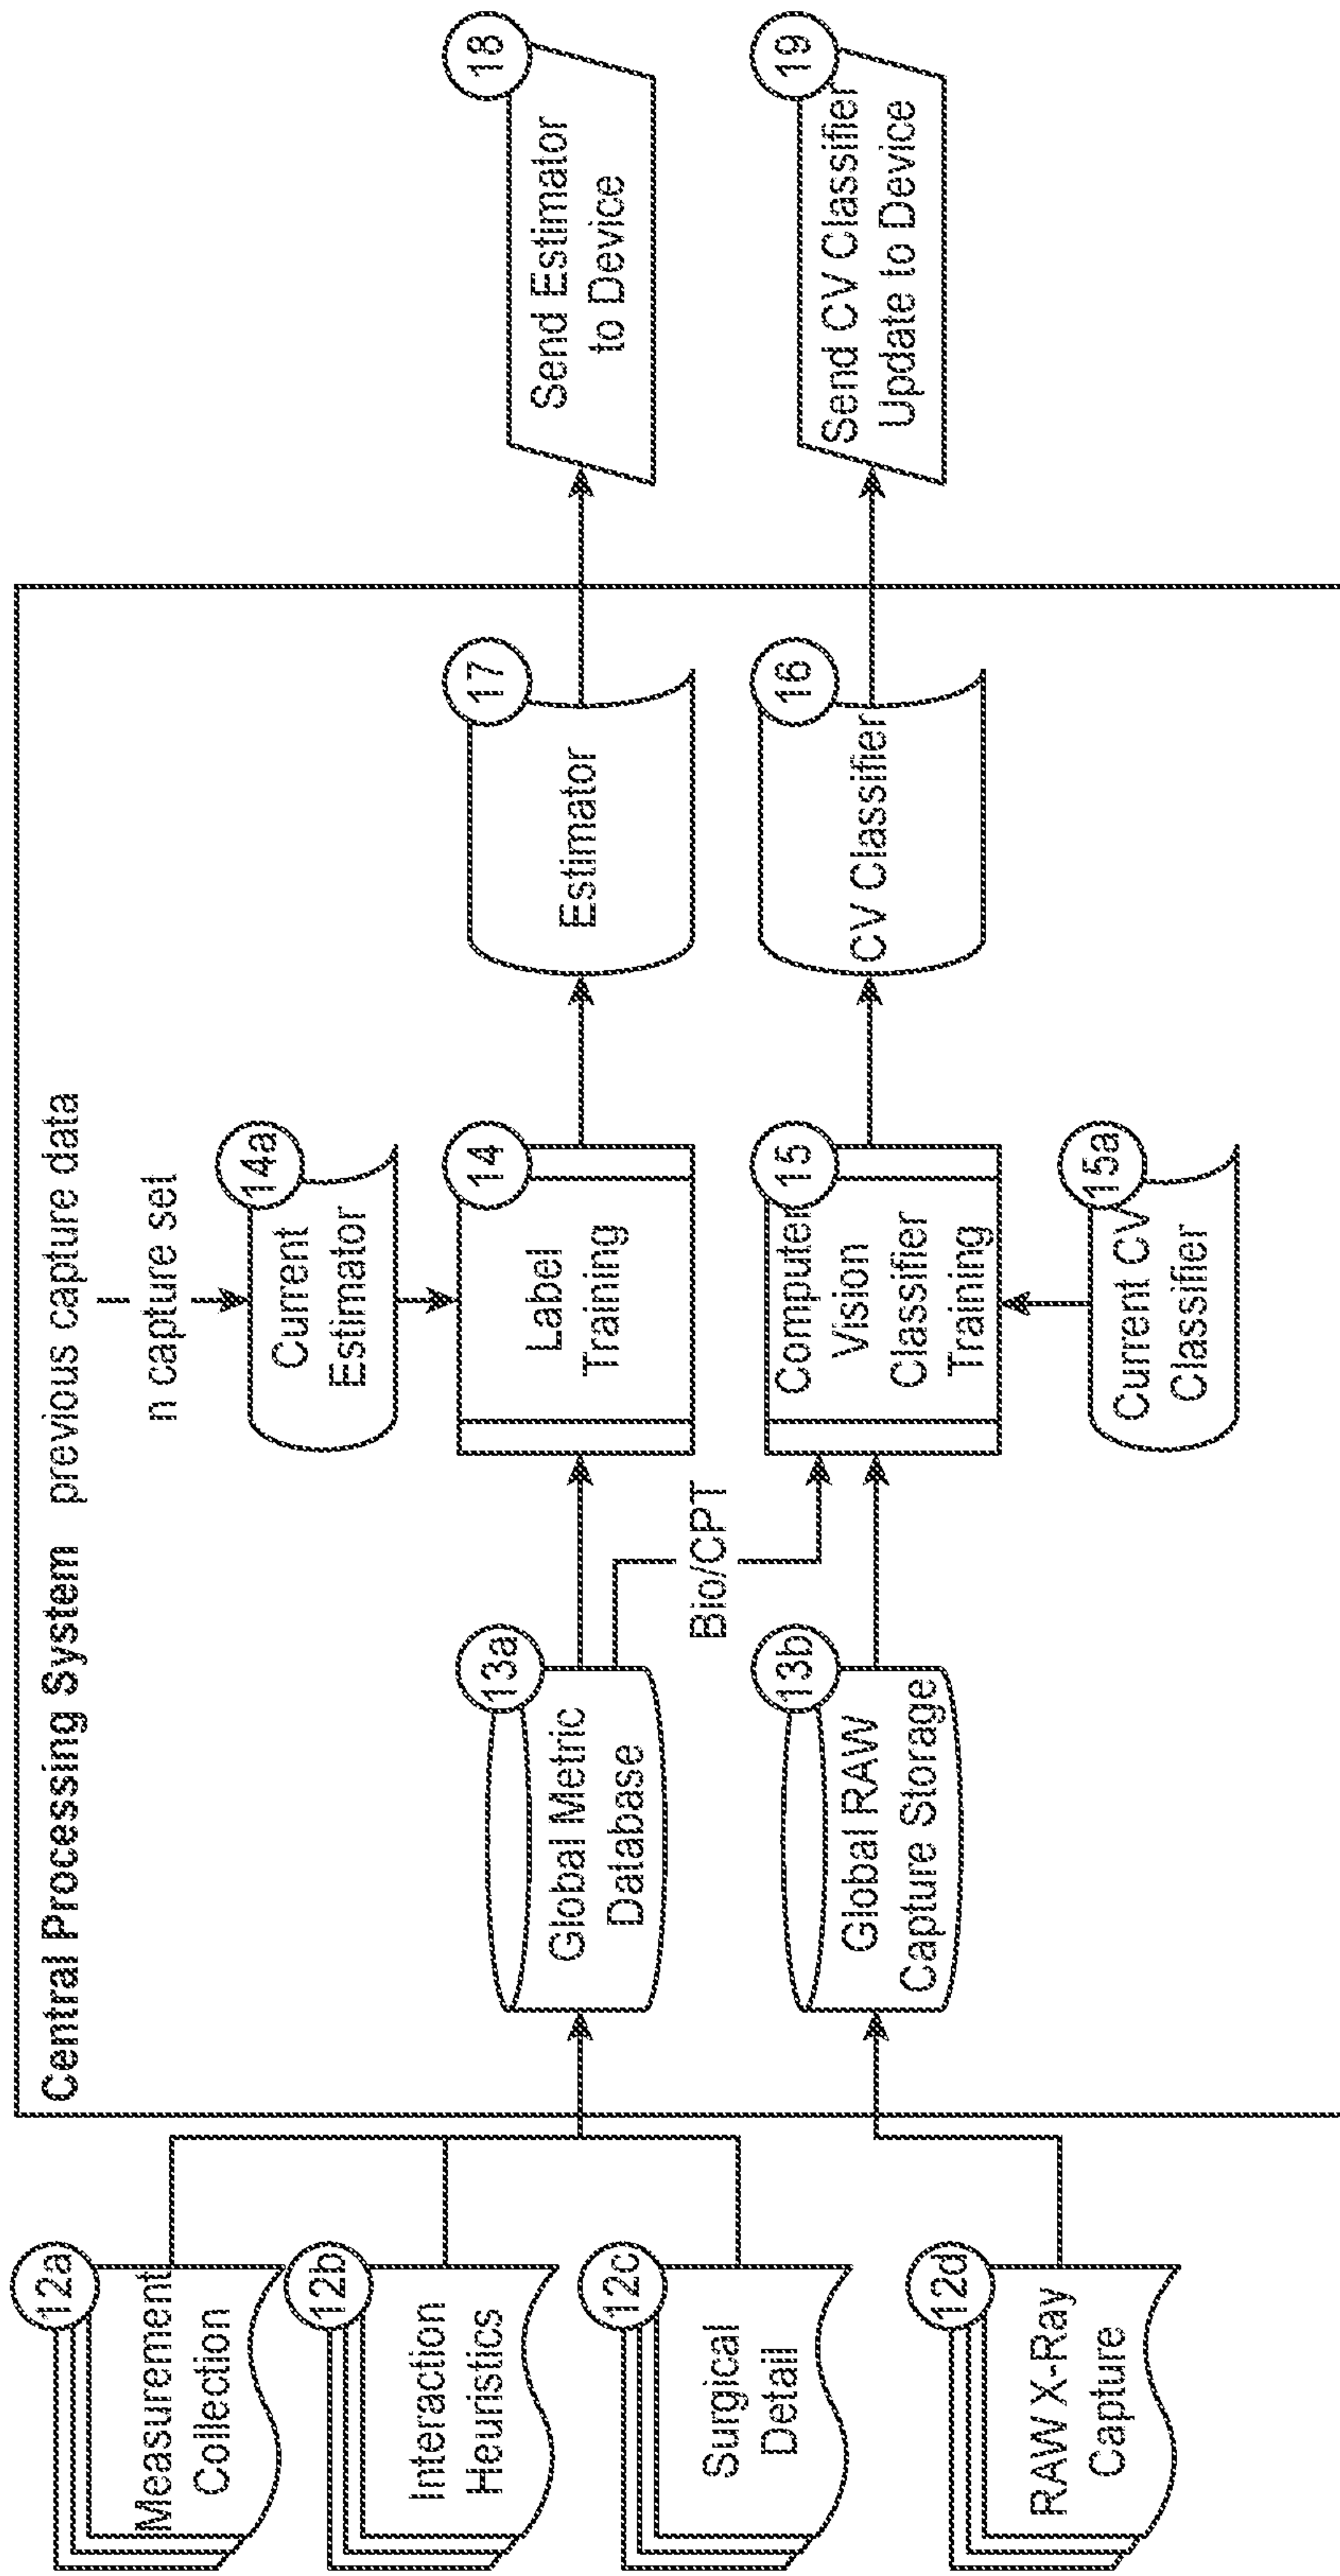 Central Processing System
previous capture data
n capture set
12a
Measurement
Collection
12b
Interaction
Heuristics
12c
Surgical
Detail
12d
RAW X-Ray
Capture
13a
Global Metric
Database
13b
Global RAW
Capture Storage
Bio/CPT
14a
Current
Estimator
14
Label
Training
15
Computer
Vision
Classifier
Training
15a
Current CV
Classifier
17
Estimator
16
CV Classifier
18
Send Estimator
to Device
19
Send CV Classifier
Update to Device